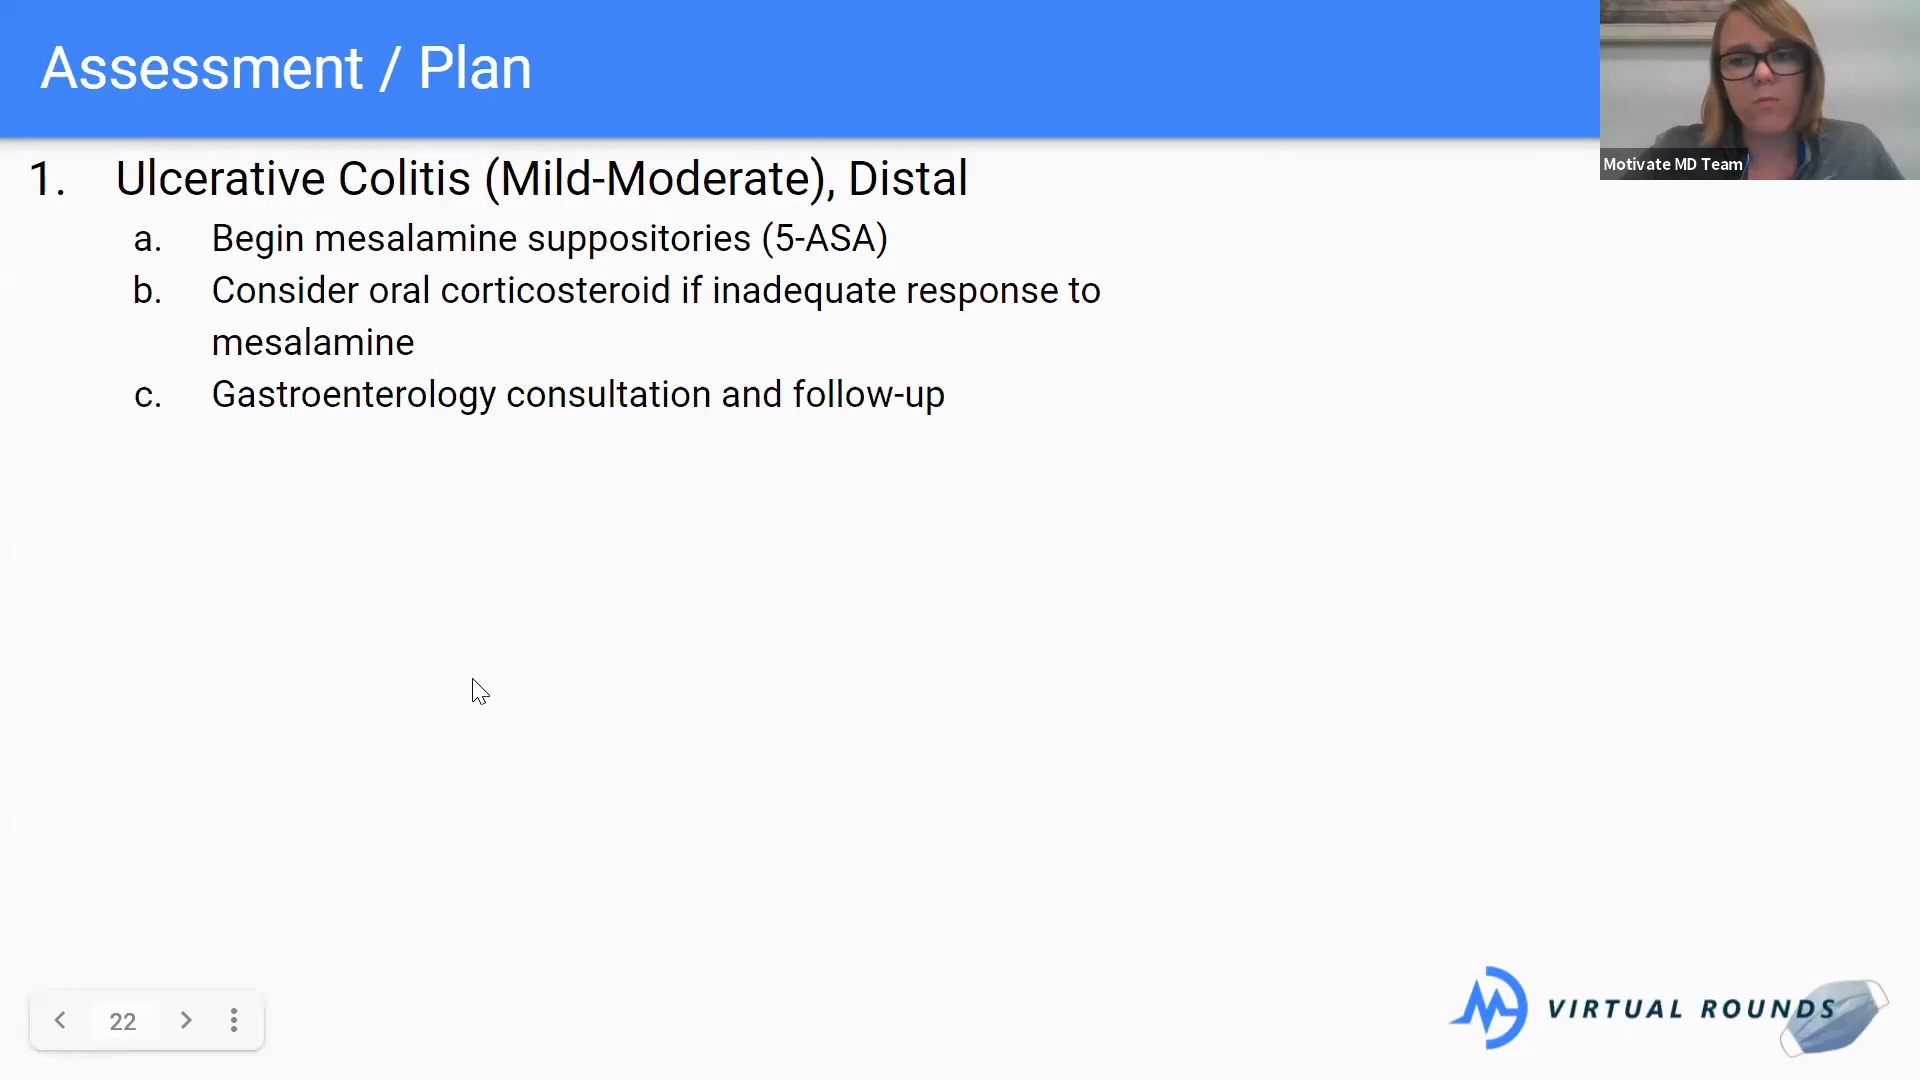 Assessment / Plan
Motivate MD Team
1. Ulcerative Colitis (Mild-Moderate), Distal
a. Begin mesalamine suppositories (5-ASA)
b. Consider oral corticosteroid if inadequate response to
mesalamine
c. Gastroenterology consultation and follow-up
22
VIRTUAL ROUNDS